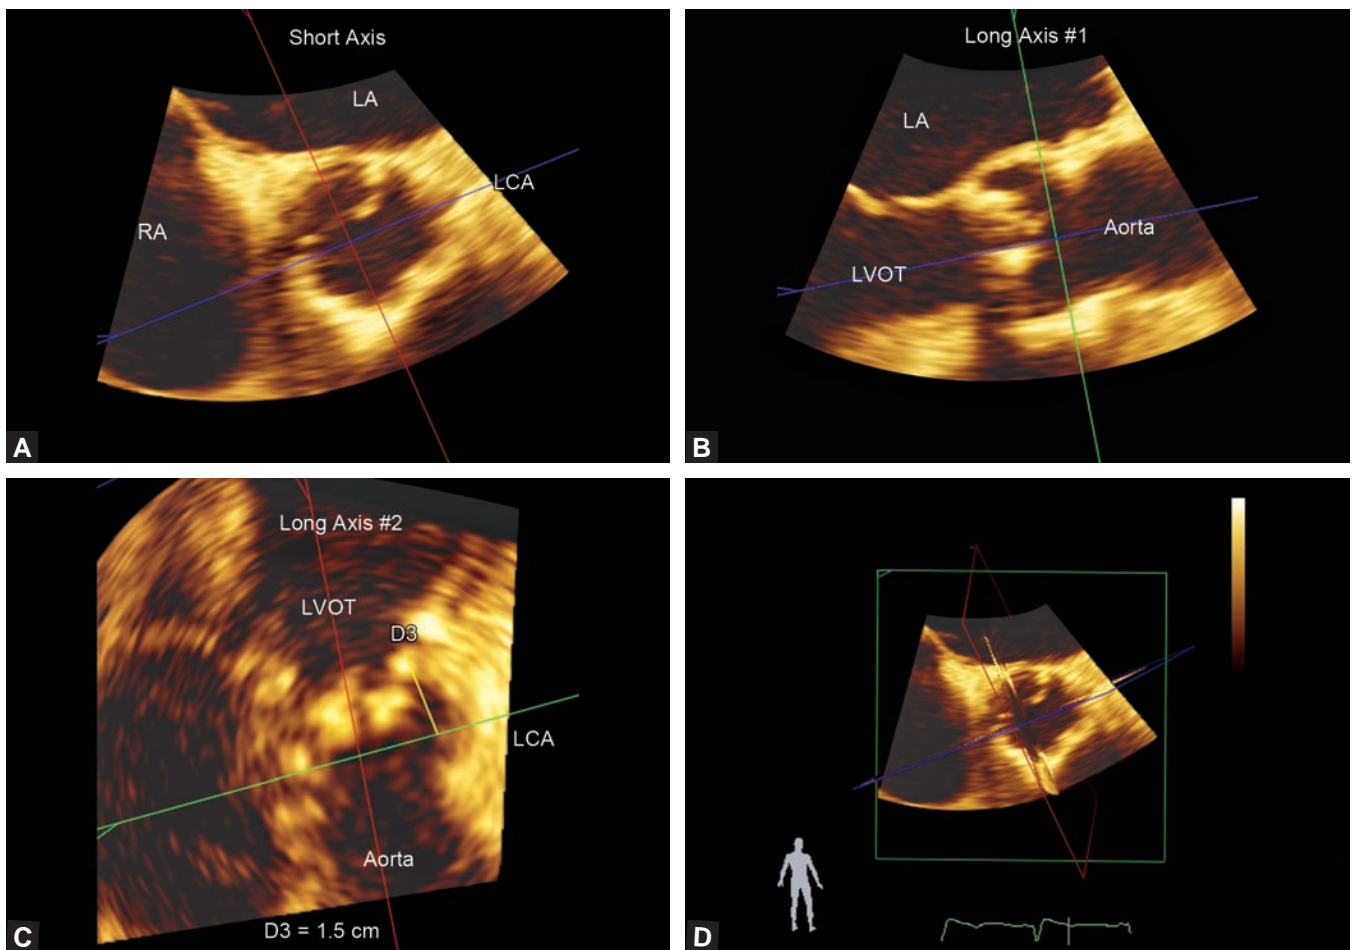 Short Axis
LA
LCA
RA
A
Long Axis #1
LA
Aorta
LVOT
B
Long Axis #2
LVOT
D3
LCA
Aorta
D3 = 1.5 cm
C
D